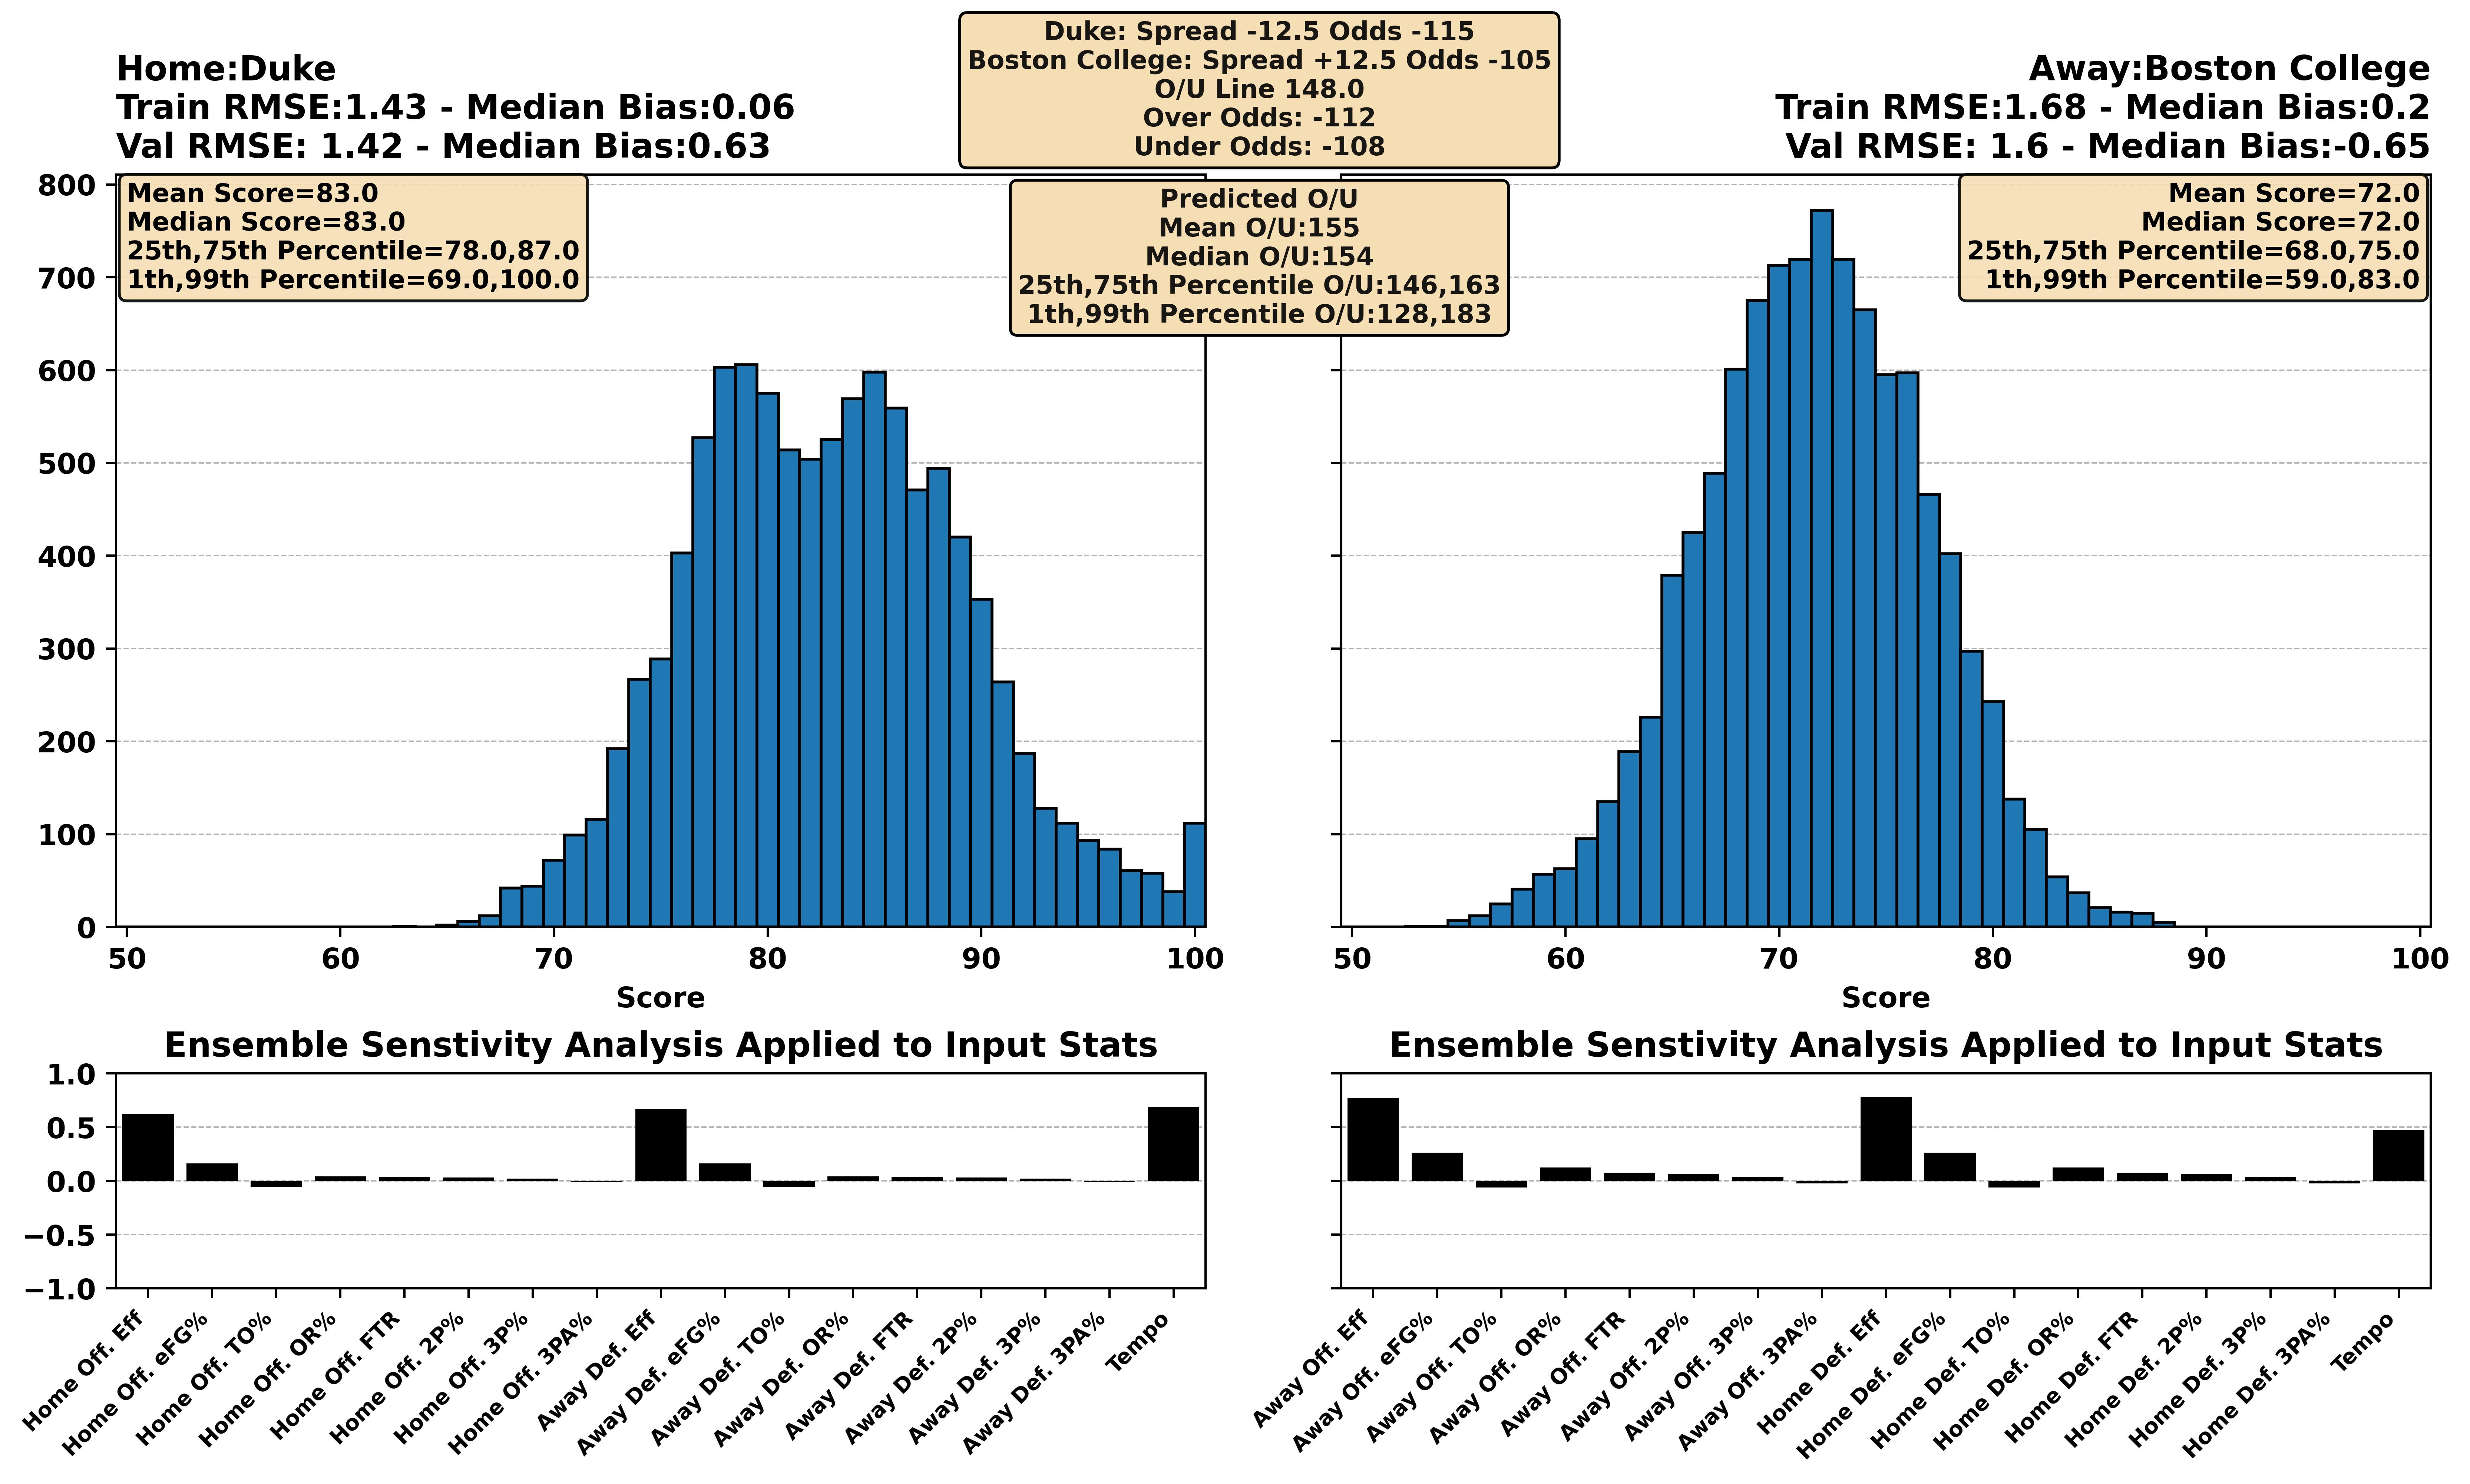 Duke: Spread -12.5 Odds -115
Boston College: Spread +12.5 Odds -105
O/U Line 148.0
Over Odds: -112
Under Odds: -108
Home:Duke
Train RMSE:1.43 - Median Bias:0.06
Val RMSE: 1.42 - Median Bias:0.63
Away:Boston College
Train RMSE:1.68 - Median Bias:0.2
Val RMSE: 1.6 - Median Bias:-0.65
Mean Score=83.0
Median Score=83.0
25th,75th Percentile=78.0,87.0
1th,99th Percentile=69.0,100.0
Predicted O/U
Mean O/U:155
Median O/U:154
25th,75th Percentile O/U:146,163
1th,99th Percentile O/U:128,183
Mean Score=72.0
Median Score=72.0
25th,75th Percentile=68.0,75.0
1th,99th Percentile=59.0,83.0
800
700
600
500
400
300
200
100
0
50 60 70 80 90 100
Score
50 60 70 80 90 100
Score
Ensemble Senstivity Analysis Applied to Input Stats
1.0
0.5
0.0
−0.5
−1.0
Home Off. Eff
Home Off. eFG%
Home Off. TO%
Home Off. OR%
Home Off. FTR
Home Off. 2P%
Home Off. 3P%
Home Off. 3PA%
Away Def. Eff
Away Def. eFG%
Away Def. TO%
Away Def. OR%
Away Def. FTR
Away Def. 2P%
Away Def. 3P%
Away Def. 3PA%
Tempo
Ensemble Senstivity Analysis Applied to Input Stats
Away Off. Eff
Away Off. eFG%
Away Off. TO%
Away Off. OR%
Away Off. FTR
Away Off. 2P%
Away Off. 3P%
Away Off. 3PA%
Home Def. Eff
Home Def. eFG%
Home Def. TO%
Home Def. OR%
Home Def. FTR
Home Def. 2P%
Home Def. 3P%
Home Def. 3PA%
Tempo